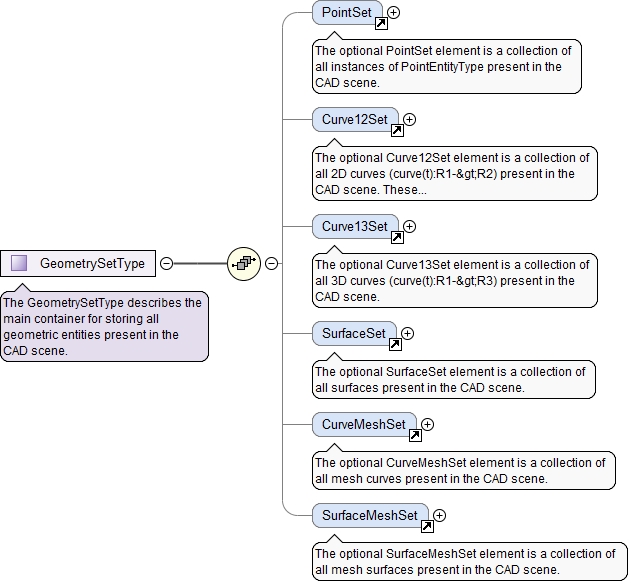 PointSet
The optional PointSet element is a collection of
all instances of PointEntityType present in the
CAD scene.
Curve12Set
The optional Curve12Set element is a collection of
all 2D curves (curve(t):R1-&gt;R2) present in the
CAD scene. These...
Curve13Set
The optional Curve13Set element is a collection of
all 3D curves (curve(t):R1-&gt;R3) present in the
CAD scene.
GeometrySetType
The GeometrySetType describes the
main container for storing all
geometric entities present in the
CAD scene.
SurfaceSet
The optional SurfaceSet element is a collection of
all surfaces present in the CAD scene.
CurveMeshSet
The optional CurveMeshSet element is a collection of
all mesh curves present in the CAD scene.
SurfaceMeshSet
The optional SurfaceMeshSet element is a collection of
all mesh surfaces present in the CAD scene.